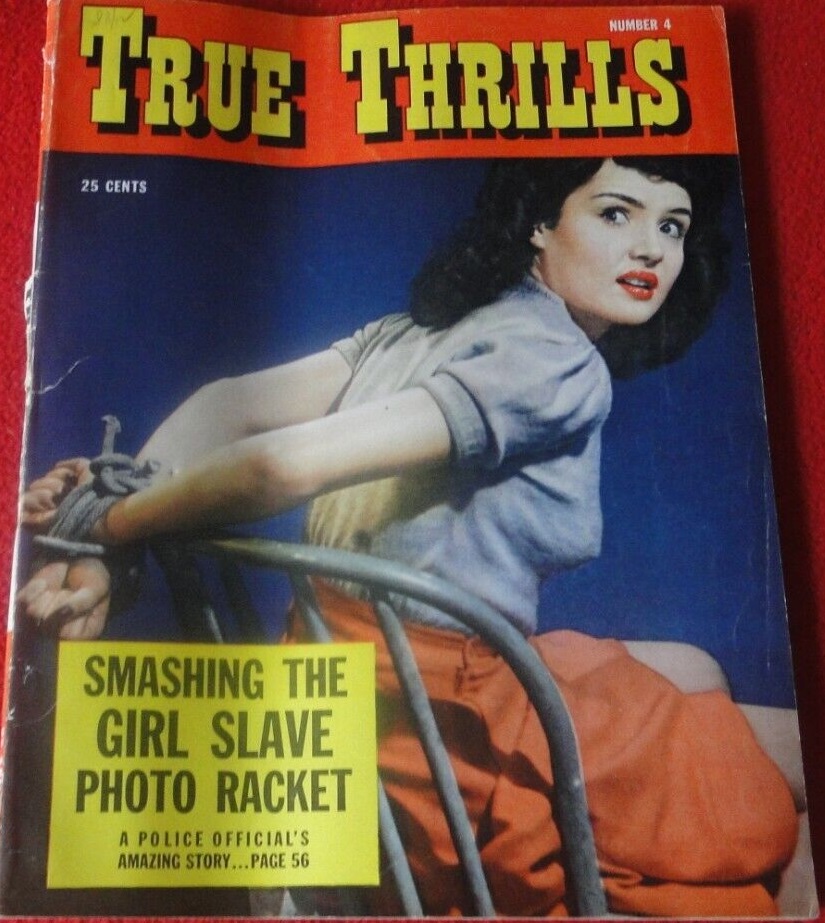 TRUE THRILLS
NUMBER 4
25 CENTS
SMASHING THE
GIRL SLAVE
PHOTO RACKET
A POLICE OFFICIAL'S
AMAZING STORY...PAGE 56